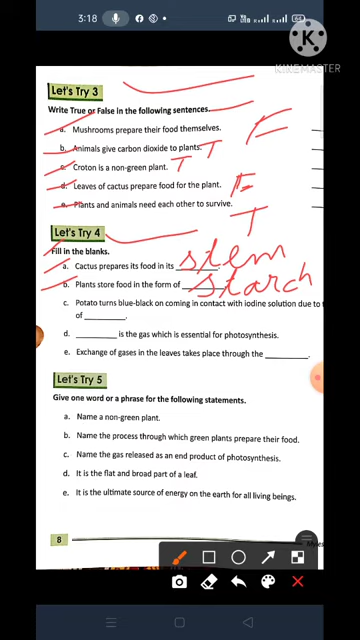 3:18
K
KINEMASTER
Let's Try 3
Write True or False in the following sentences.
a. Mushrooms prepare their food themselves. F
b. Animals give carbon dioxide to plants. T
c. Croton is a non-green plant. T
d. Leaves of cactus prepare food for the plant. F
e. Plants and animals need each other to survive. T
Let's Try 4
Fill in the blanks.
a. Cactus prepares its food in its stem
b. Plants store food in the form of starch
c. Potato turns blue-black on coming in contact with iodine solution due to
of __________.
d. __________ is the gas which is essential for photosynthesis.
e. Exchange of gases in the leaves takes place through the __________.
Let's Try 5
Give one word or a phrase for the following statements.
a. Name a non-green plant.
b. Name the process through which green plants prepare their food.
c. Name the gas released as an end product of photosynthesis.
d. It is the flat and broad part of a leaf.
e. It is the ultimate source of energy on the earth for all living beings.
8